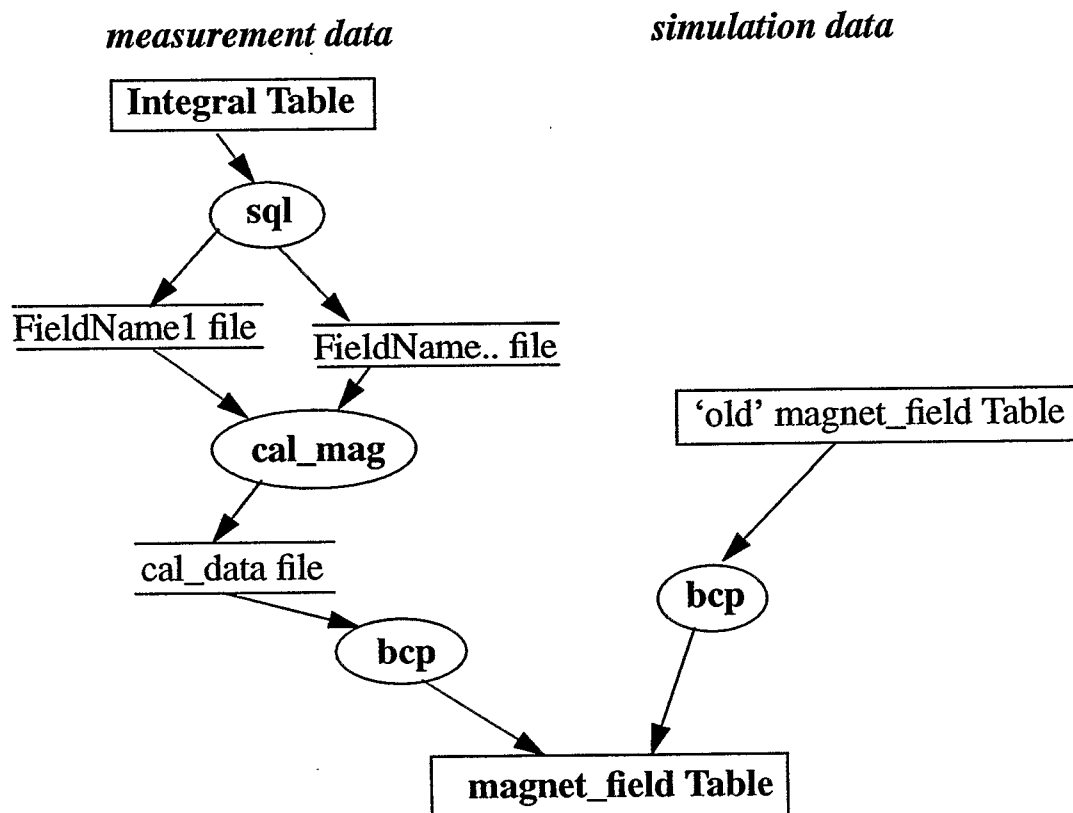 measurement data
simulation data
Integral Table
sql
FieldName1 file
FieldName.. file
cal_mag
'old' magnet_field Table
cal_data file
bcp
bcp
magnet_field Table